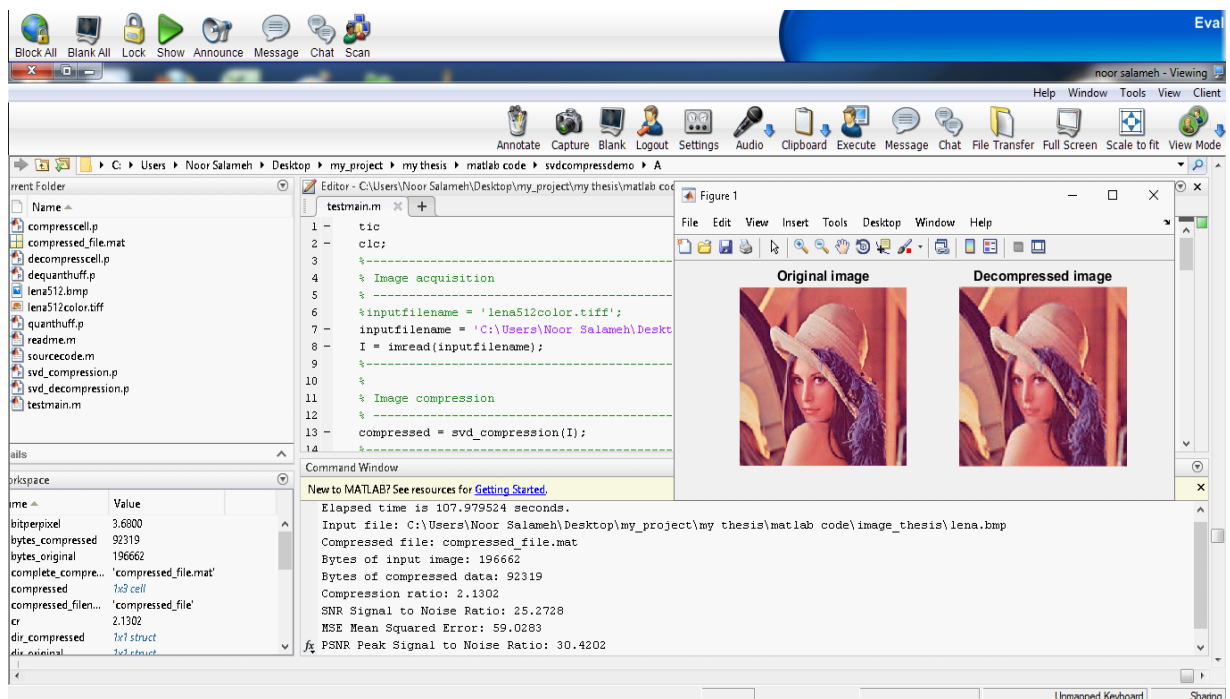 Eval
Block All Blank All Lock Show Announce Message Chat Scan
noor salameh - Viewing
Help Window Tools View Client
Annotate Capture Blank Logout Settings Audio Clipboard Execute Message Chat File Transfer Full Screen Scale to fit View Mode
C: Users Noor Salameh Desktop my_project my thesis matlab code svdcompressdemo A
rrent Folder
Name
compresscell.p
compressed_file.mat
decompresscell.p
dequanthuff.p
lena512.bmp
lena512color.tiff
quanthuff.p
readme.m
sourcecode.m
svd_compression.p
svd_decompression.p
testmain.m
ails
orkspace
me Value
bitperpixel 3.6800
bytes_compressed 92319
bytes_original 196662
complete_compre... 'compressed_file.mat'
compressed 1x3 cell
compressed_filen... 'compressed_file'
cr 2.1302
dir_compressed 1x1 struct
dir_original 1x1 struct
Editor - C:\Users\Noor Salameh\Desktop\my_project\my thesis\matlab cod
testmain.m
1 - tic
2 - clc;
3 %----------------------------------------
4 % Image acquisition
5 % ----------------------------------------
6 %inputfilename = 'lena512color.tiff';
7 - inputfilename = 'C:\Users\Noor Salameh\Deskt
8 - I = imread(inputfilename);
9 %----------------------------------------
10 %
11 % Image compression
12 % ----------------------------------------
13 - compressed = svd_compression(I);
14 %----------------------------------------
Figure 1
File Edit View Insert Tools Desktop Window Help
Original image Decompressed image
Command Window
New to MATLAB? See resources for Getting Started.
Elapsed time is 107.979524 seconds.
Input file: C:\Users\Noor Salameh\Desktop\my_project\my thesis\matlab code\image_thesis\lena.bmp
Compressed file: compressed_file.mat
Bytes of input image: 196662
Bytes of compressed data: 92319
Compression ratio: 2.1302
SNR Signal to Noise Ratio: 25.2728
MSE Mean Squared Error: 59.0283
fx PSNR Peak Signal to Noise Ratio: 30.4202
Unmapped Keyboard Sharing